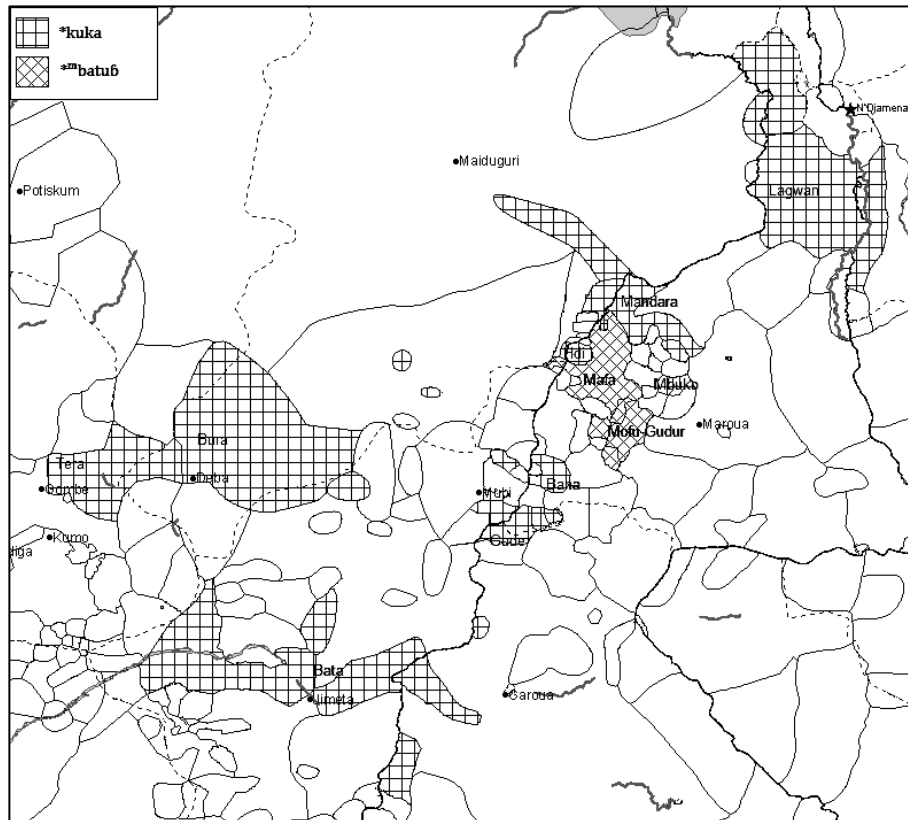 *kuka
*ᵐbatuɓ
N'Djamena
Maiduguri
Potiskum
Lagwan
Mandara
Hdi
Mafa
Mbuko
Mofu-Gudur
Maroua
Bura
Tera
Deba
Gombe
Bana
Mubi
Gude
Kumo
diga
Bata
Jimeta
Garoua